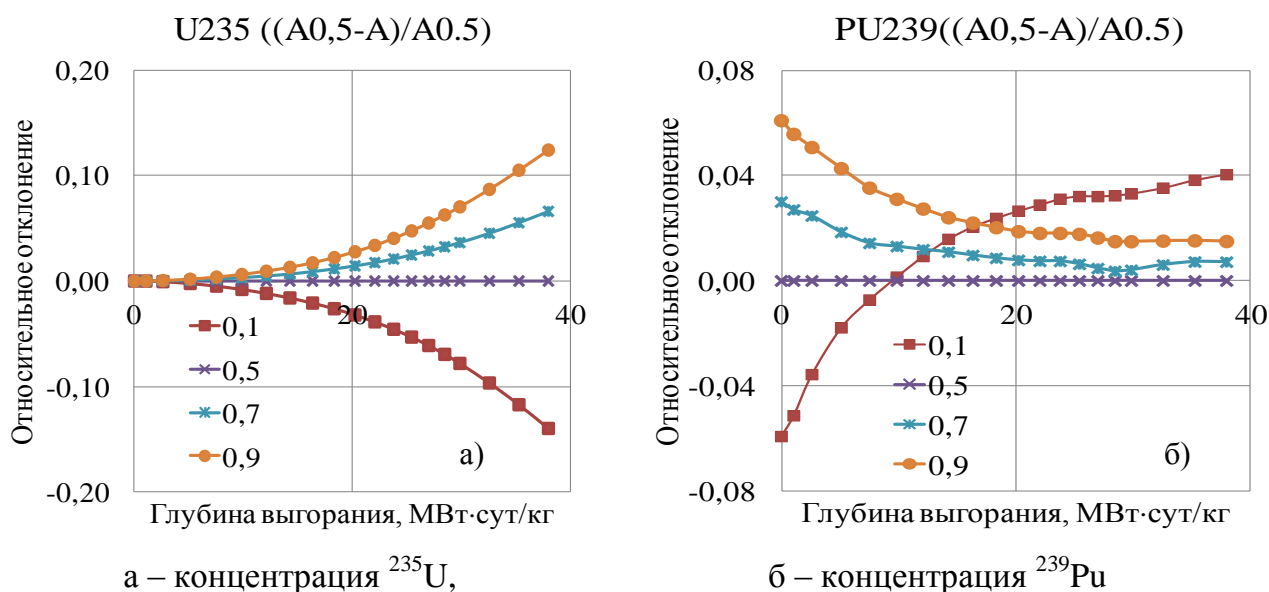 U235 ((A0,5-A)/A0.5)
0,20
0,10
0,00
-0,10
-0,20
Относительное отклонение
0
20
40
0,1
0,5
0,7
0,9
а)
Глубина выгорания, МВт·сут/кг
а – концентрация ²³⁵U,
PU239((A0,5-A)/A0.5)
0,08
0,04
0,00
-0,04
-0,08
Относительное отклонение
0
20
40
0,1
0,5
0,7
0,9
б)
Глубина выгорания, МВт·сут/кг
б – концентрация ²³⁹Pu